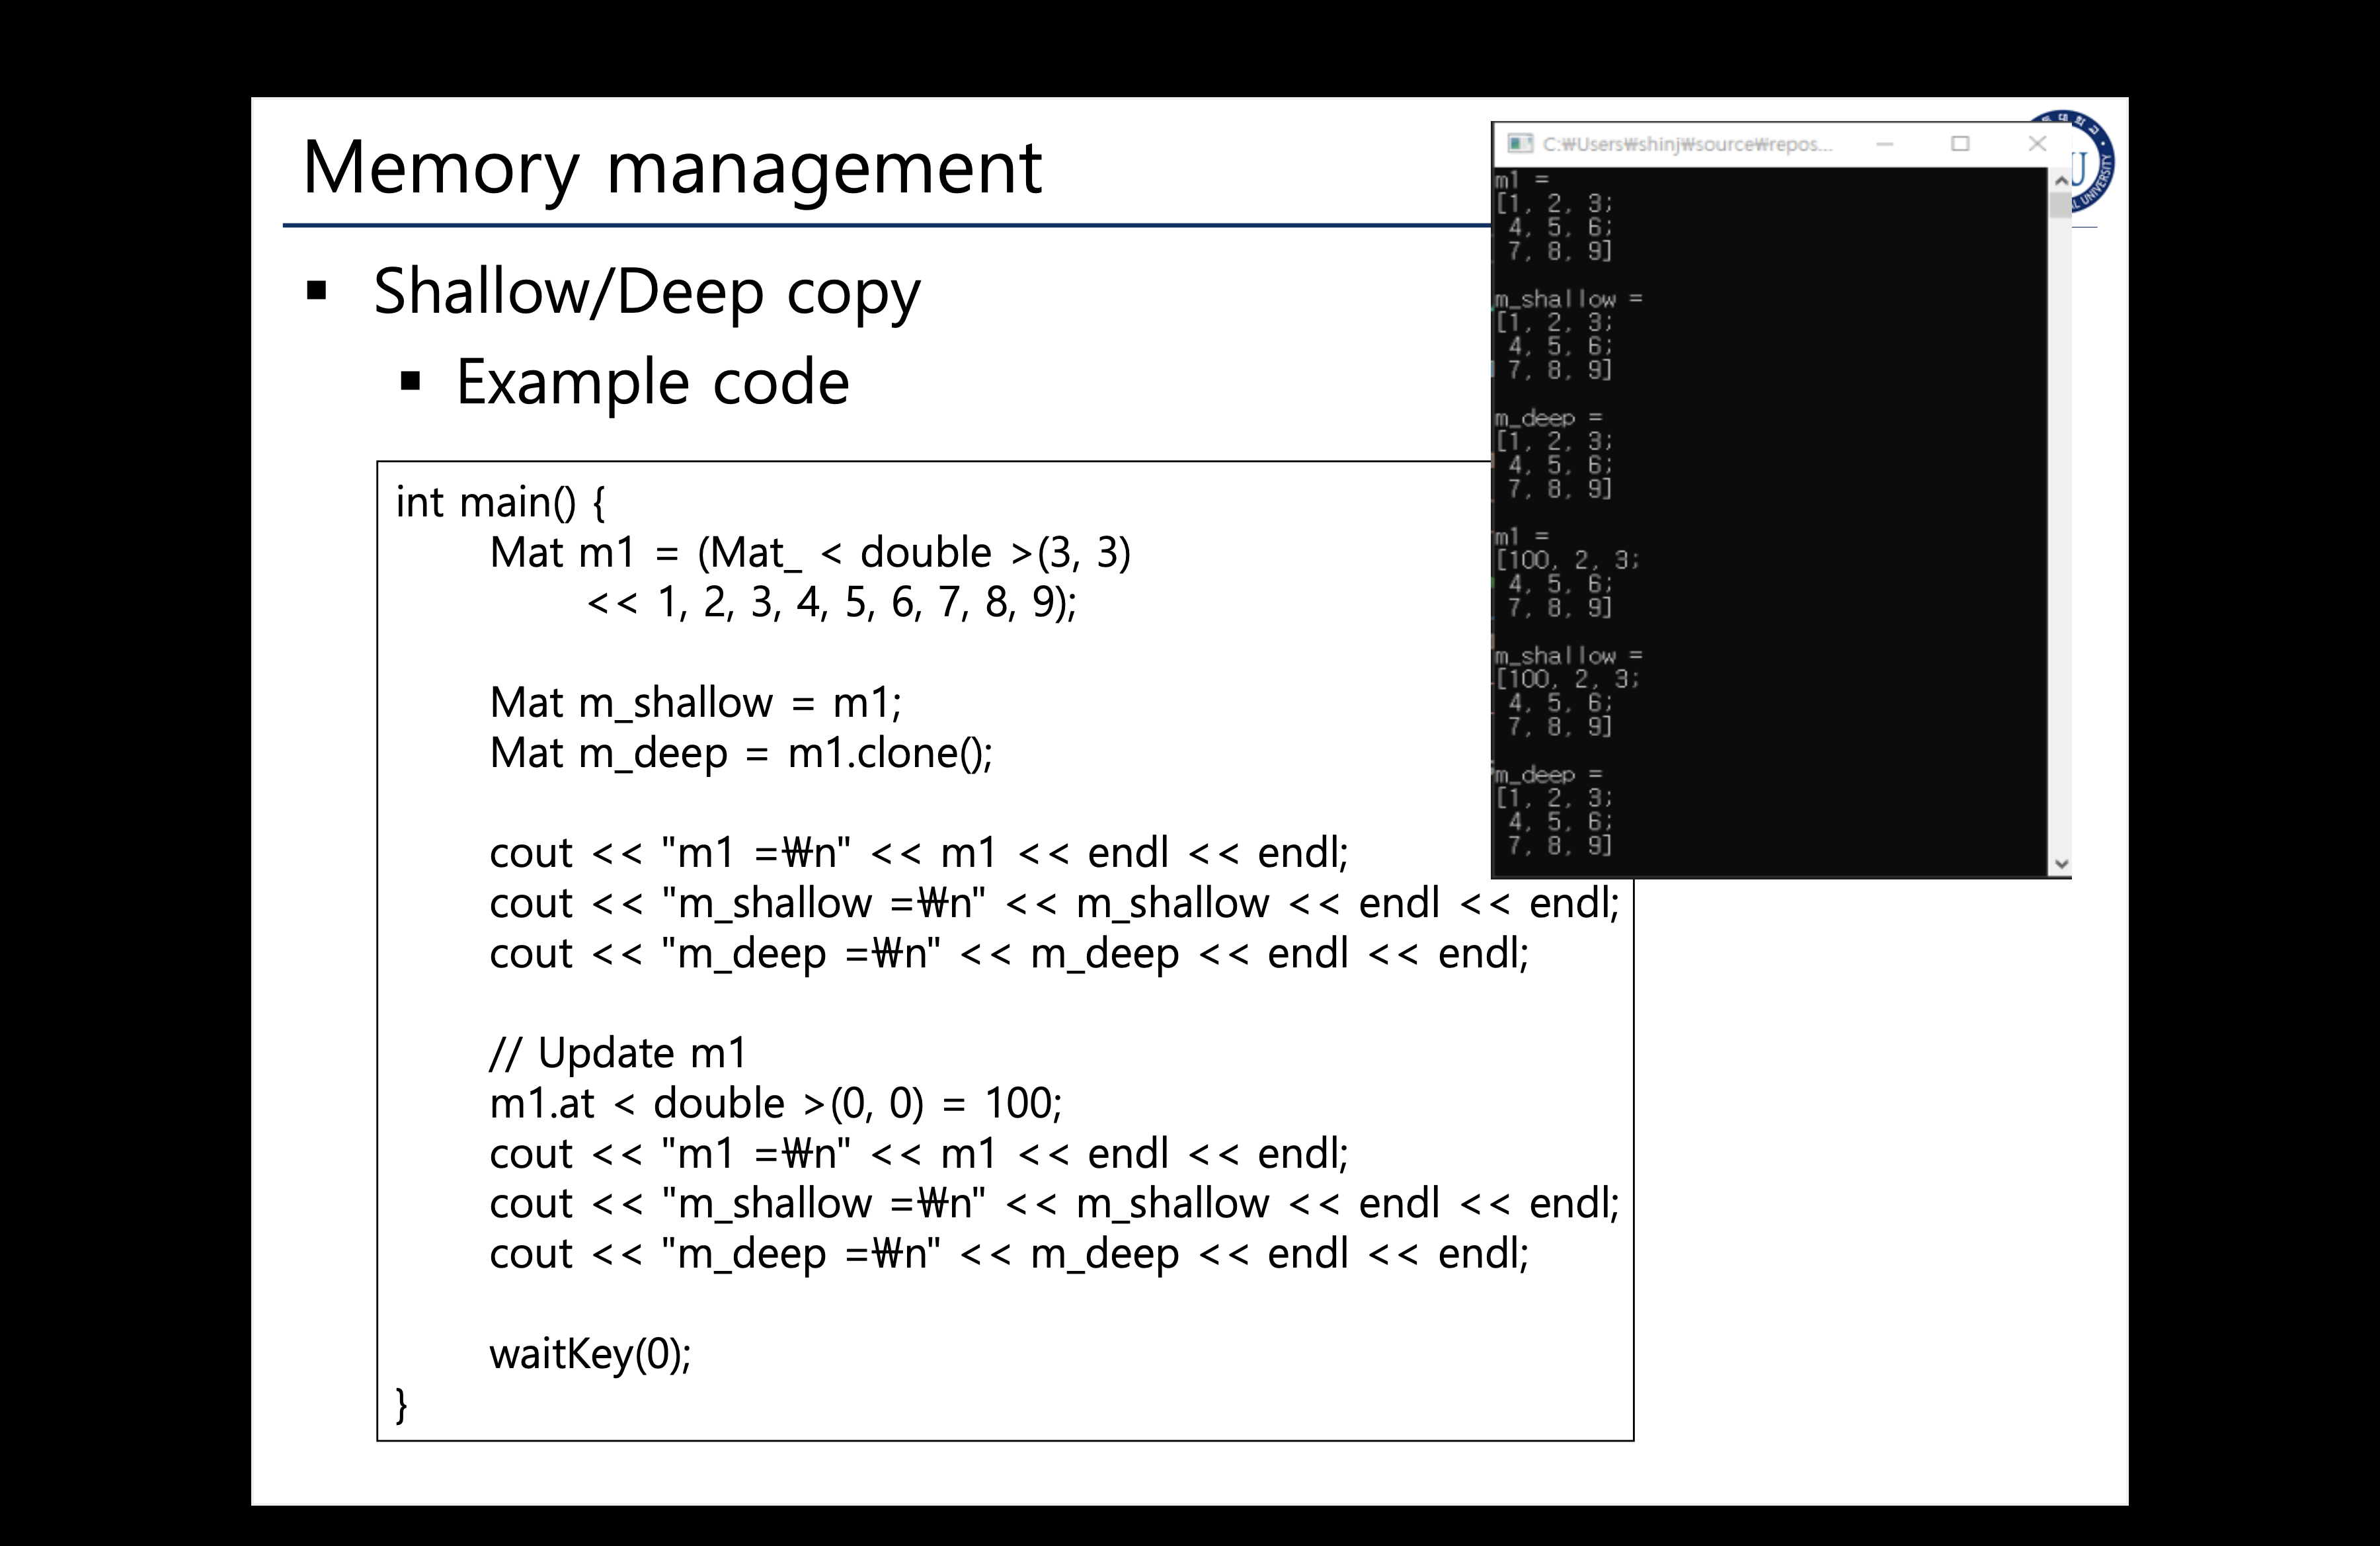 Memory management
Shallow/Deep copy
Example code
int main() {
Mat m1 = (Mat_ < double >(3, 3)
<< 1, 2, 3, 4, 5, 6, 7, 8, 9);
Mat m_shallow = m1;
Mat m_deep = m1.clone();
cout << "m1 =₩n" << m1 << endl << endl;
cout << "m_shallow =₩n" << m_shallow << endl << endl;
cout << "m_deep =₩n" << m_deep << endl << endl;
// Update m1
m1.at < double >(0, 0) = 100;
cout << "m1 =₩n" << m1 << endl << endl;
cout << "m_shallow =₩n" << m_shallow << endl << endl;
cout << "m_deep =₩n" << m_deep << endl << endl;
waitKey(0);
}
C:₩Users₩shinj₩source₩repos...
m1 =
[1, 2, 3;
4, 5, 6;
7, 8, 9]
m_shallow =
[1, 2, 3;
4, 5, 6;
7, 8, 9]
m_deep =
[1, 2, 3;
4, 5, 6;
7, 8, 9]
m1 =
[100, 2, 3;
4, 5, 6;
7, 8, 9]
m_shallow =
[100, 2, 3;
4, 5, 6;
7, 8, 9]
m_deep =
[1, 2, 3;
4, 5, 6;
7, 8, 9]
UNIVERSITY